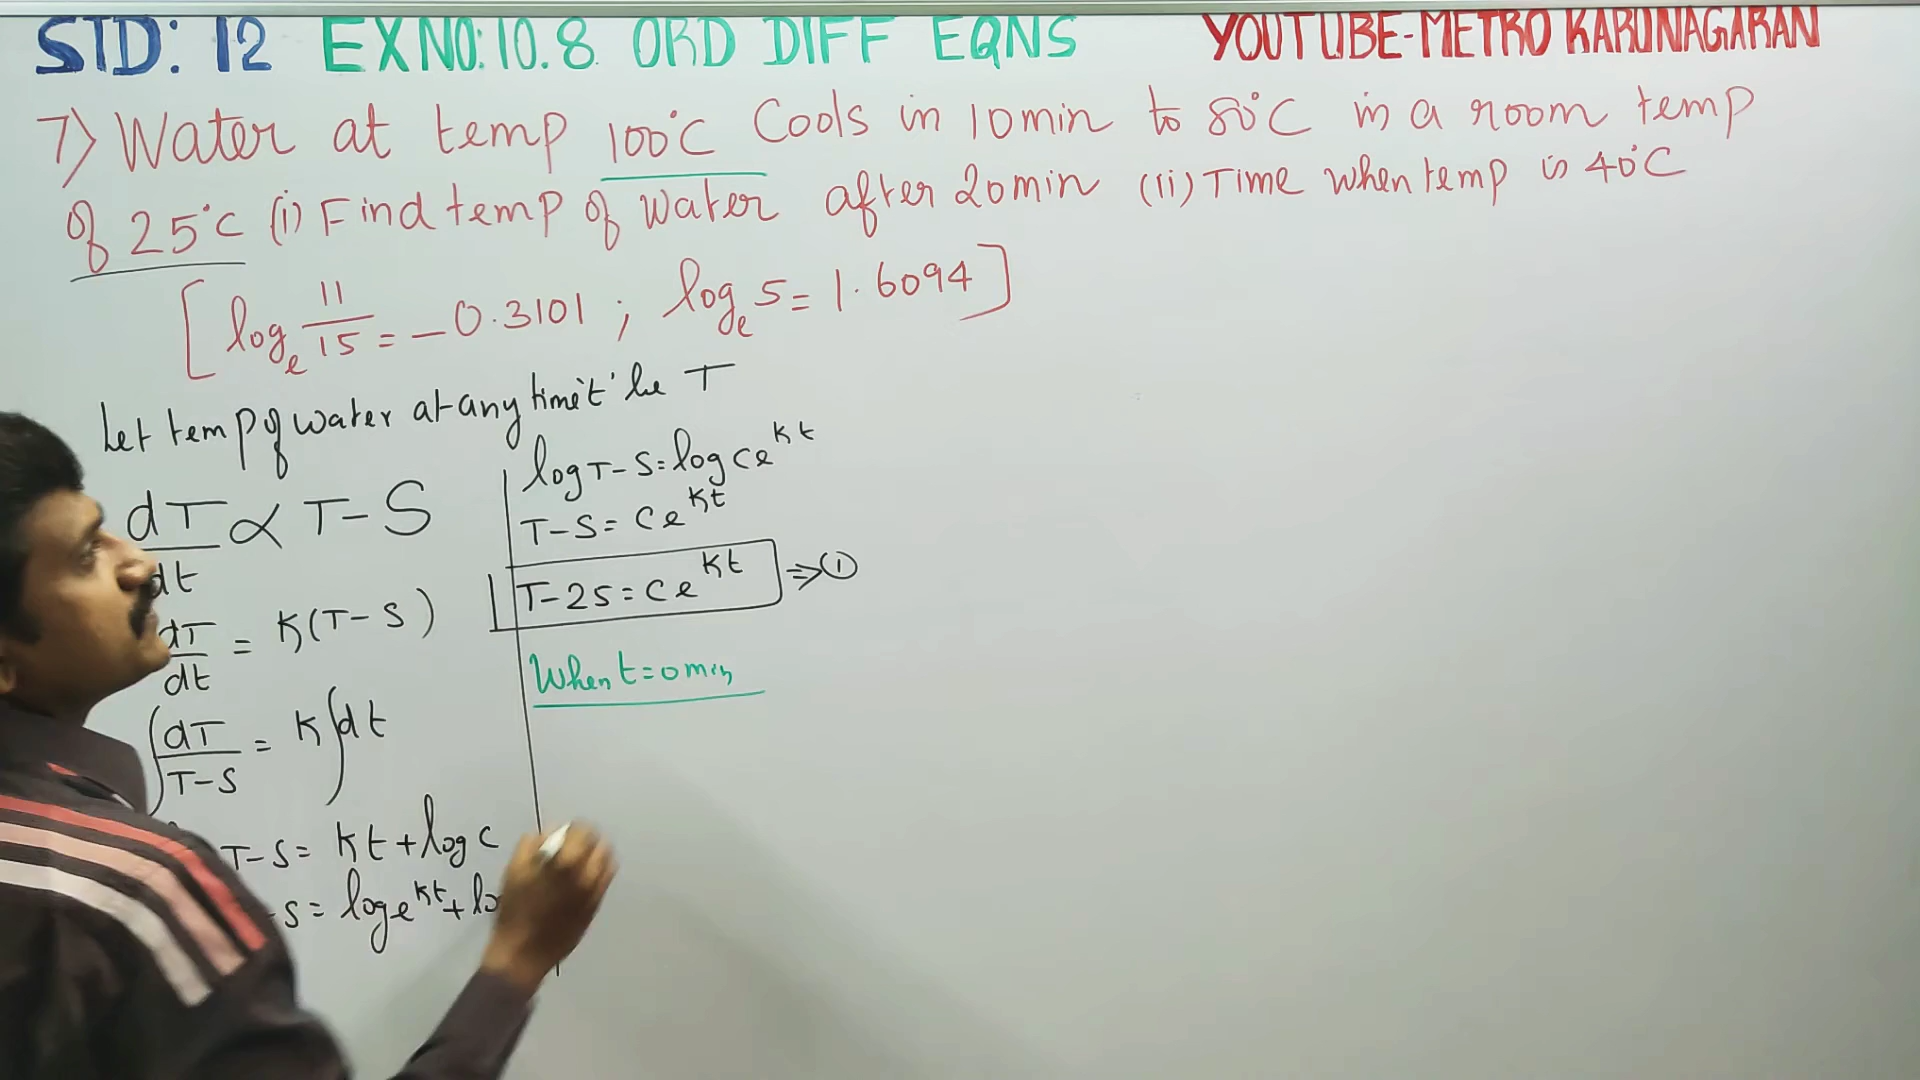 STD: 12 EX NO: 10.8 ORD DIFF EQNS YOUTUBE-METRO KARUNAGARAN
7) Water at temp 100°C Cools in 10min to 80°C in a room temp
of 25°C (i) Find temp of Water after 20min (ii) Time when temp is 40°C
[log_e 11/15 = -0.3101 ; log_e 5 = 1.6094]
Let temp of water at any time 't' be T
dT/dt ∝ T-S
dT/dt = K(T-S)
∫dT/T-S = K∫dt
T-S = Kt + log c
-S = log e^Kt +
log T-S = log ce^Kt
T-S = ce^Kt
T-25 = ce^Kt ⇒ ①
When t=0 min